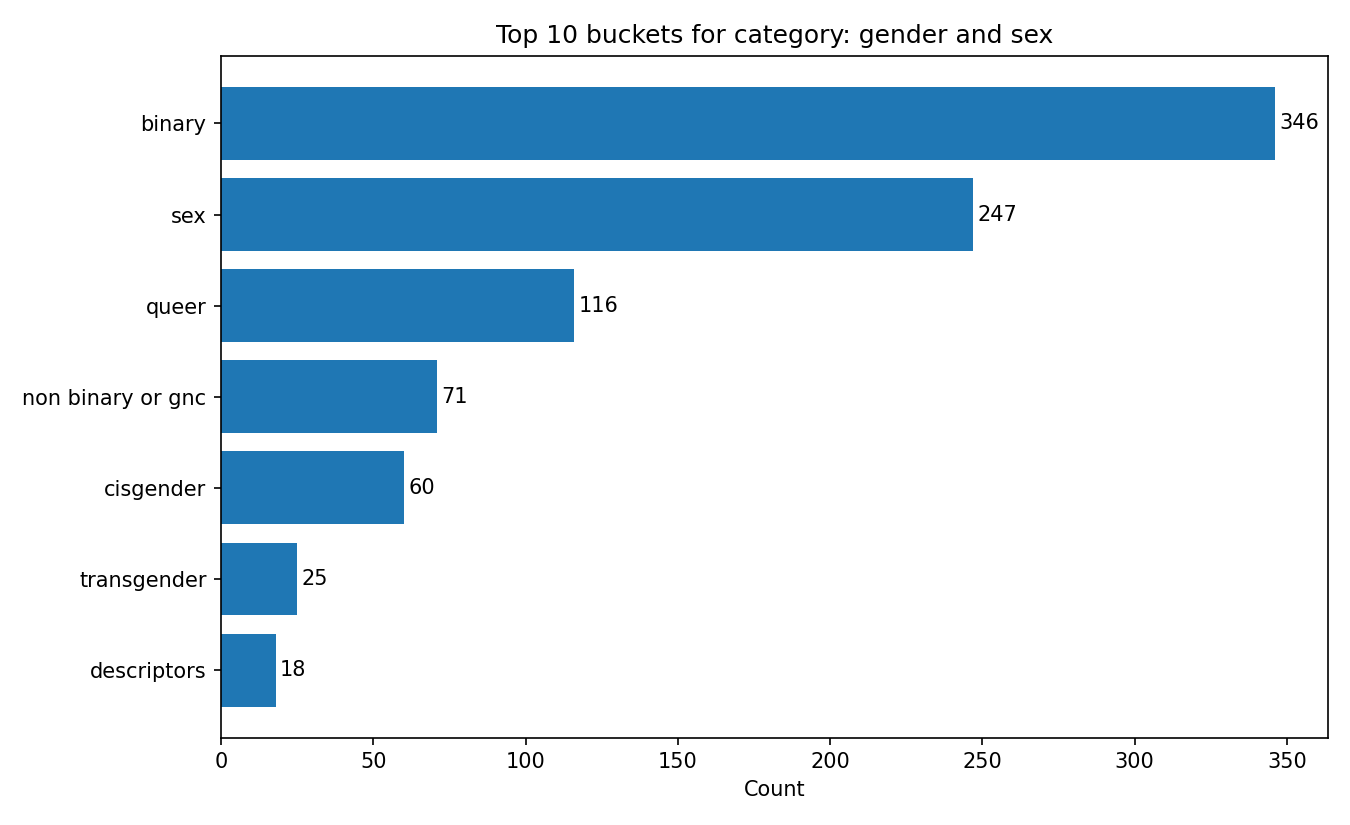 Top 10 buckets for category: gender and sex
binary
346
sex
247
queer
116
non binary or gnc
71
cisgender
60
transgender
25
descriptors
18
0 50 100 150 200 250 300 350
Count